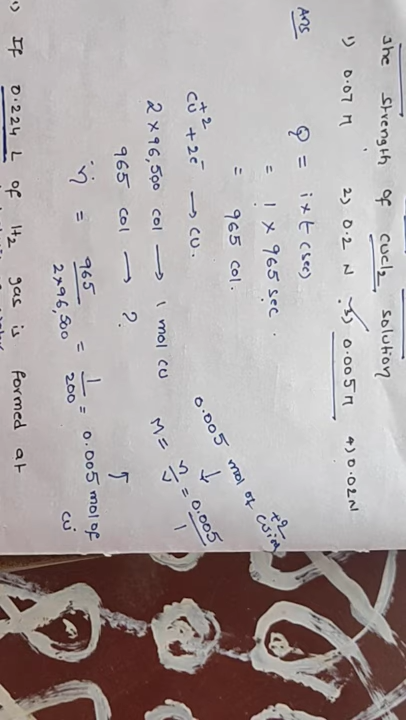 The strength of CuCl2 solution
1) 0.07 M 2) 0.2 N 3) 0.005 M 4) 0.02 N
Ans
Q = i × t (sec)
= 1 × 965 sec.
= 965 col.
Cu+2 + 2e- → Cu.
0.005 mol of Cu+2
2 × 96,500 col → 1 mol Cu
965 col → ?
M = n/V = 0.005/1
"n" = 965/2×96,500 = 1/200 = 0.005 mol of Cu
If 0.224 L of H2 gas is formed at